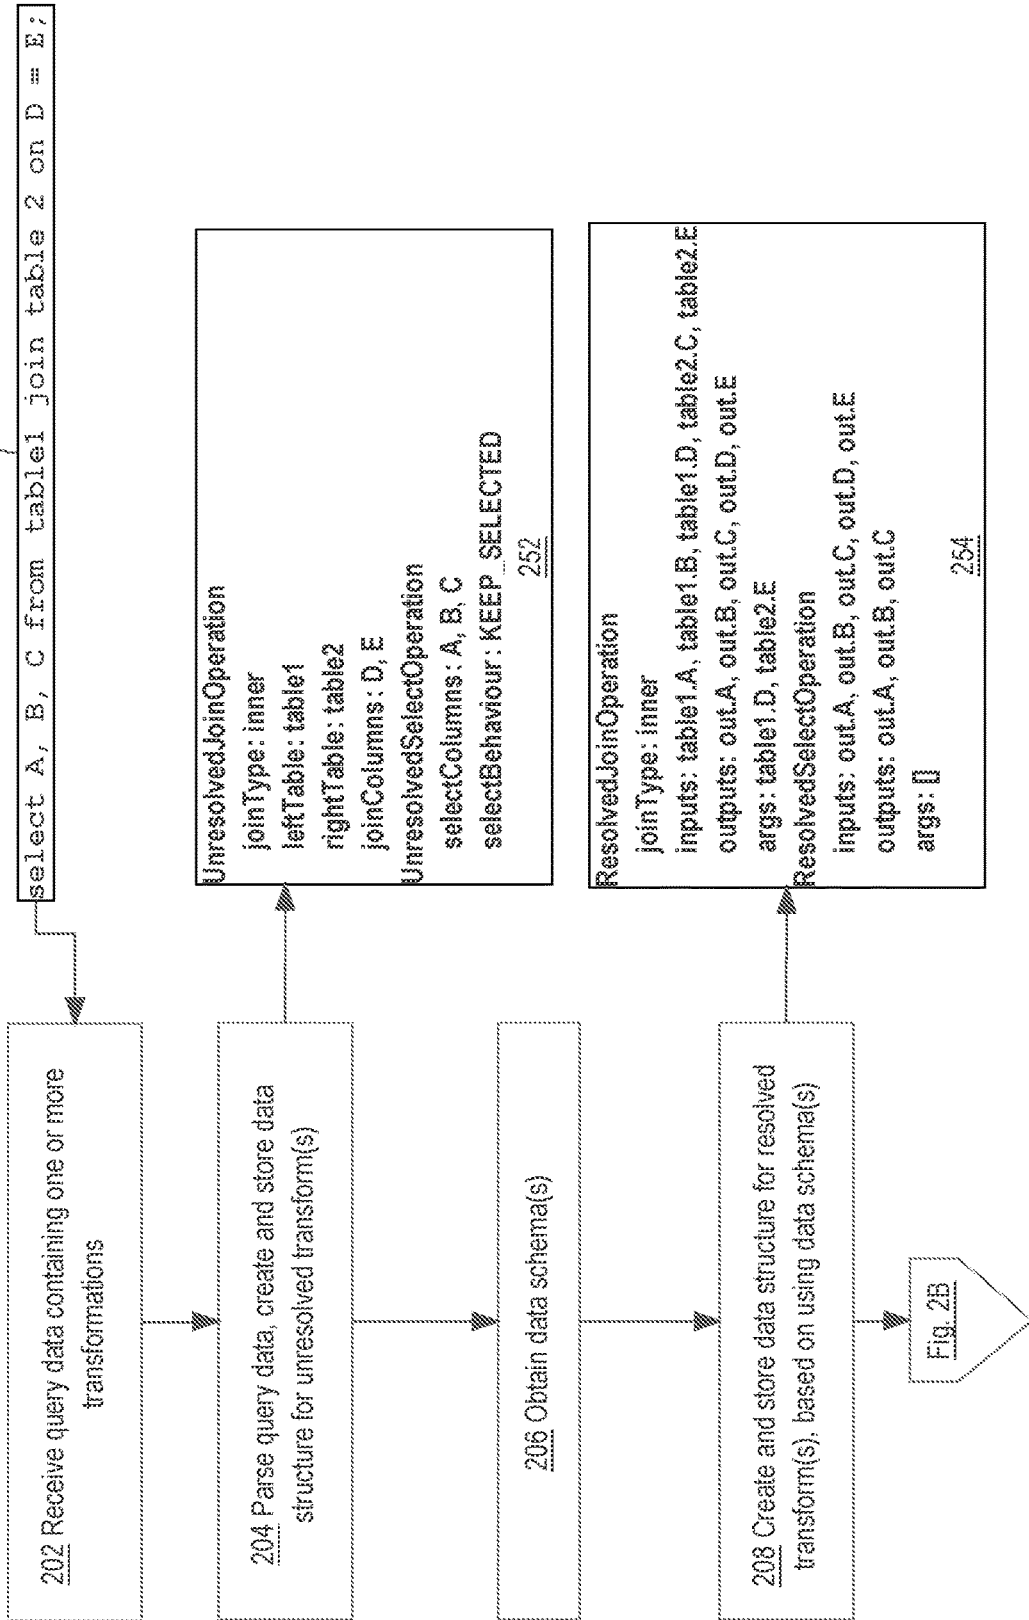 select A, B, C from table1 join table 2 on D = E;
202 Receive query data containing one or more
transformations
204 Parse query data, create and store data
structure for unresolved transform(s)
UnresolvedJoinOperation
joinType: inner
leftTable: table1
rightTable: table2
joinColumns: D, E
UnresolvedSelectOperation
selectColumns: A, B, C
selectBehaviour: KEEP_SELECTED
252
206 Obtain data schema(s)
208 Create and store data structure for resolved
transform(s), based on using data schema(s)
ResolvedJoinOperation
joinType: inner
inputs: table1.A, table1.B, table1.D, table2.C, table2.E
outputs: out.A, out.B, out.C, out.D, out.E
args: table1.D, table2.E
ResolvedSelectOperation
inputs: out.A, out.B, out.C, out.D, out.E
outputs: out.A, out.B, out.C
args: []
254
Fig. 2B